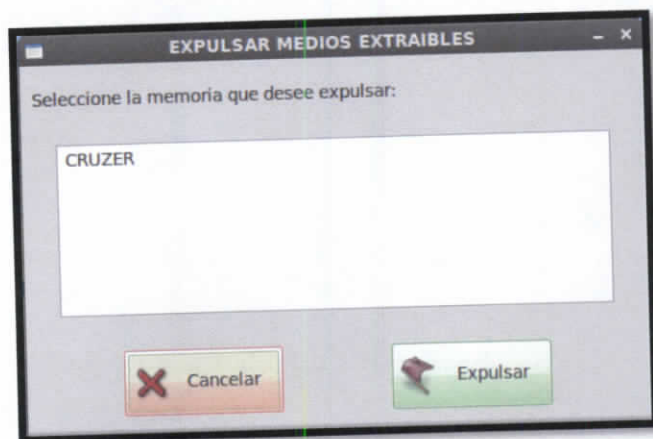 EXPULSAR MEDIOS EXTRAIBLES
Seleccione la memoria que desee expulsar:
CRUZER
Cancelar
Expulsar